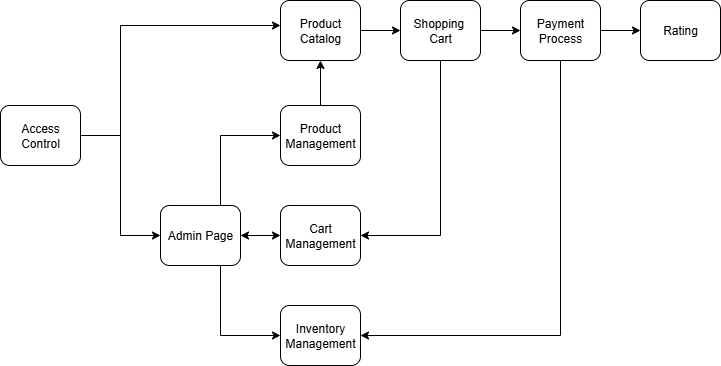 Product
Catalog
Shopping
Cart
Payment
Process
Rating
Access
Control
Product
Management
Admin Page
Cart
Management
Inventory
Management